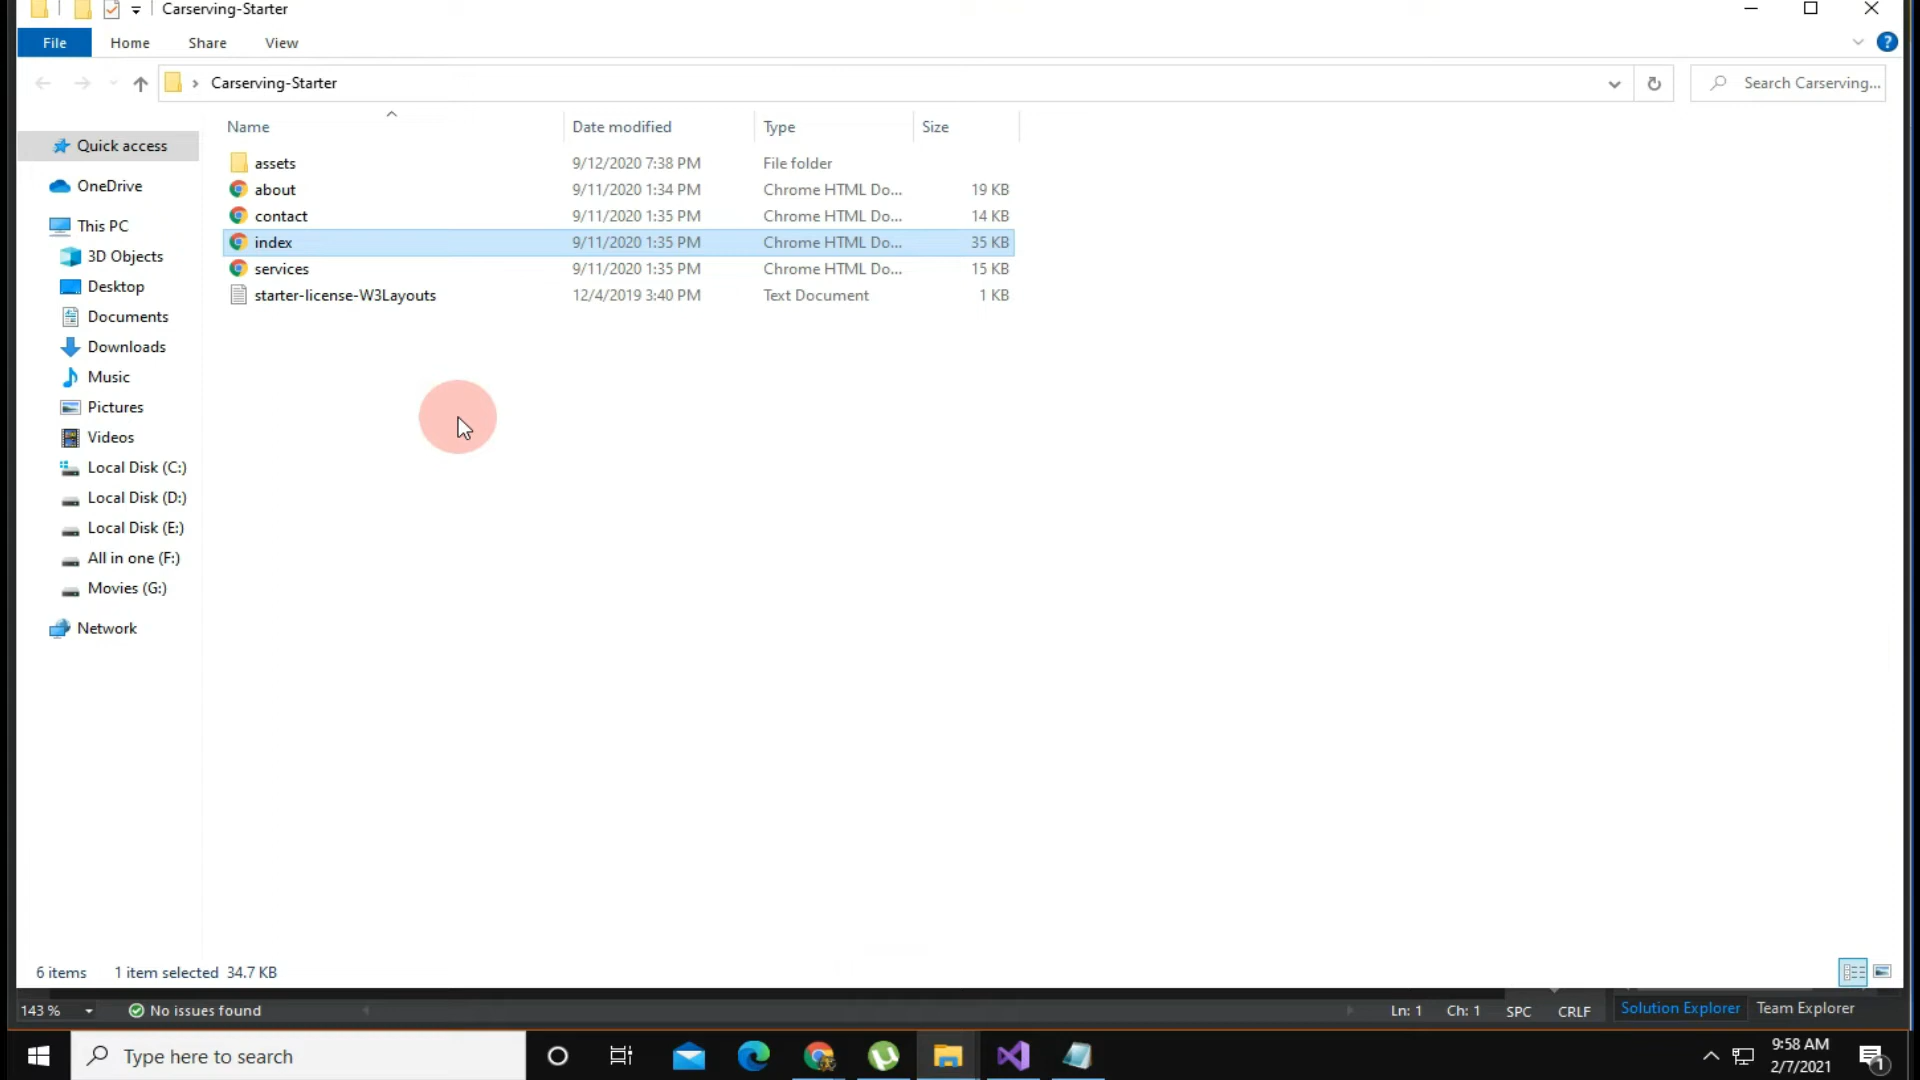 Carserving-Starter
File Home Share View
Carserving-Starter
Search Carserving...
Name Date modified Type Size
Quick access
OneDrive
This PC
3D Objects
Desktop
Documents
Downloads
Music
Pictures
Videos
Local Disk (C:)
Local Disk (D:)
Local Disk (E:)
All in one (F:)
Movies (G:)
Network
assets 9/12/2020 7:38 PM File folder
about 9/11/2020 1:34 PM Chrome HTML Do... 19 KB
contact 9/11/2020 1:35 PM Chrome HTML Do... 14 KB
index 9/11/2020 1:35 PM Chrome HTML Do... 35 KB
services 9/11/2020 1:35 PM Chrome HTML Do... 15 KB
starter-license-W3Layouts 12/4/2019 3:40 PM Text Document 1 KB
6 items 1 item selected 34.7 KB
143 % No issues found Ln: 1 Ch: 1 SPC CRLF Solution Explorer Team Explorer
Type here to search
9:58 AM
2/7/2021
1